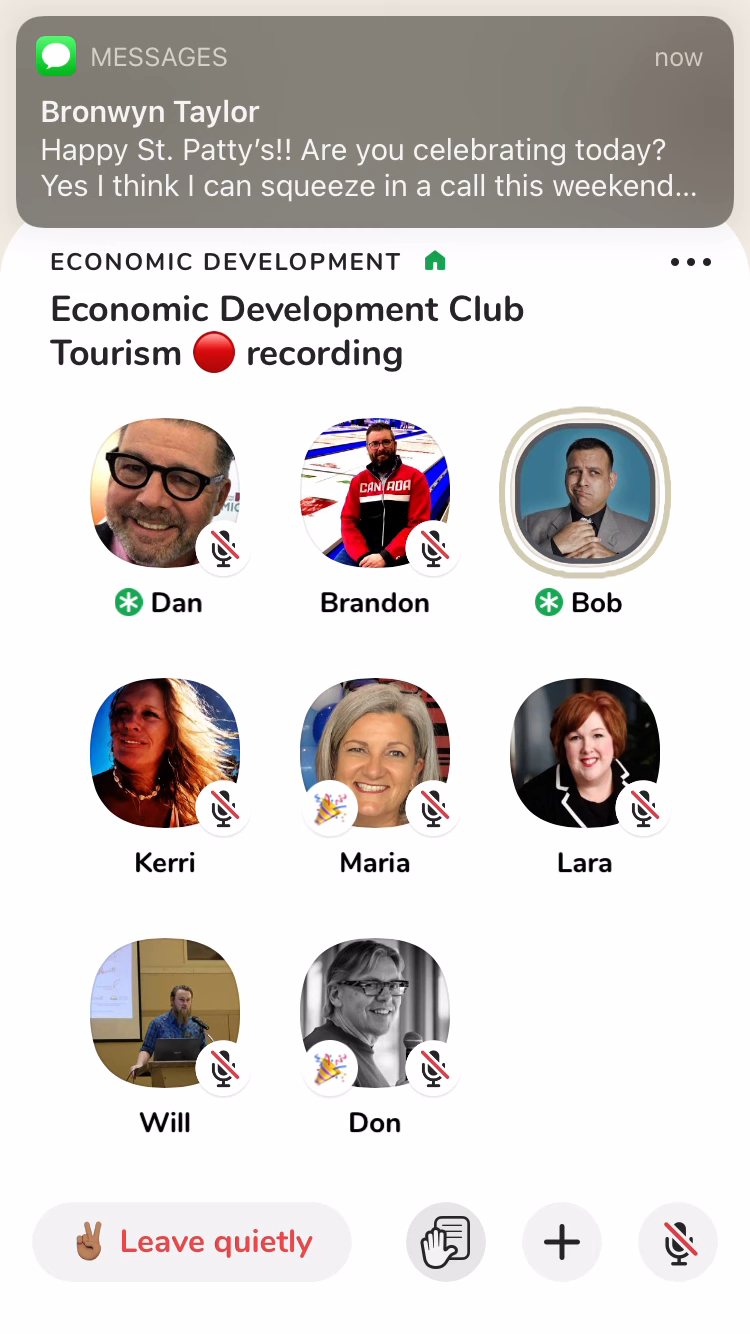 MESSAGES now
Bronwyn Taylor
Happy St. Patty’s!! Are you celebrating today?
Yes I think I can squeeze in a call this weekend...
ECONOMIC DEVELOPMENT
Economic Development Club
Tourism 🔴 recording
CANADA
Dan Brandon Bob
Kerri Maria Lara
Will Don
✌🏽 Leave quietly